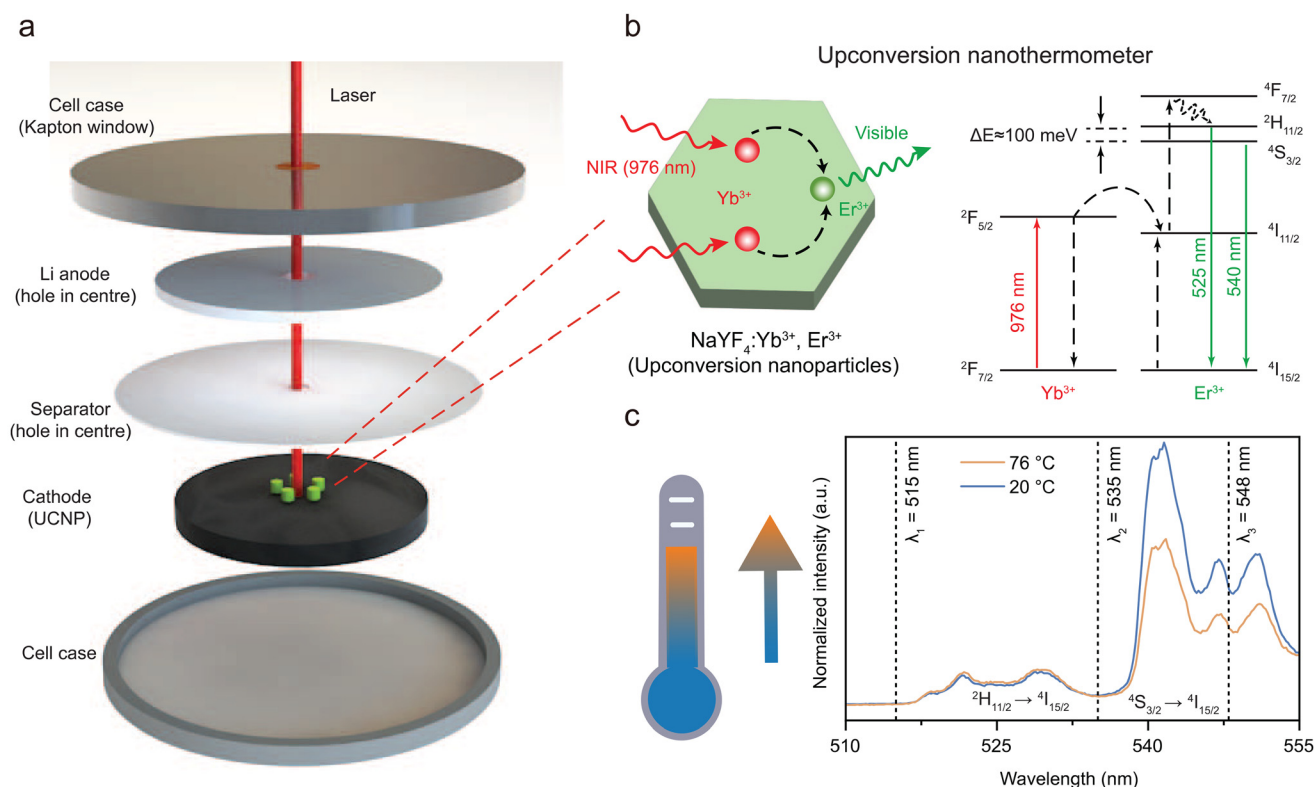 a
Laser
Cell case
(Kapton window)
Li anode
(hole in centre)
Separator
(hole in centre)
Cathode
(UCNP)
Cell case
b
Upconversion nanothermometer
NIR (976 nm)
Yb³⁺
Er³⁺
Visible
NaYF₄:Yb³⁺, Er³⁺
(Upconversion nanoparticles)
ΔE≈100 meV
⁴F₇/₂
²H₁₁/₂
⁴S₃/₂
²F₅/₂
⁴I₁₁/₂
976 nm
525 nm
540 nm
²F₇/₂
⁴I₁₅/₂
Yb³⁺
Er³⁺
c
Normalized intensity (a.u.)
76 °C
20 °C
λ₁ = 515 nm
λ₂ = 535 nm
λ₃ = 548 nm
²H₁₁/₂ → ⁴I₁₅/₂
⁴S₃/₂ → ⁴I₁₅/₂
510
525
540
555
Wavelength (nm)